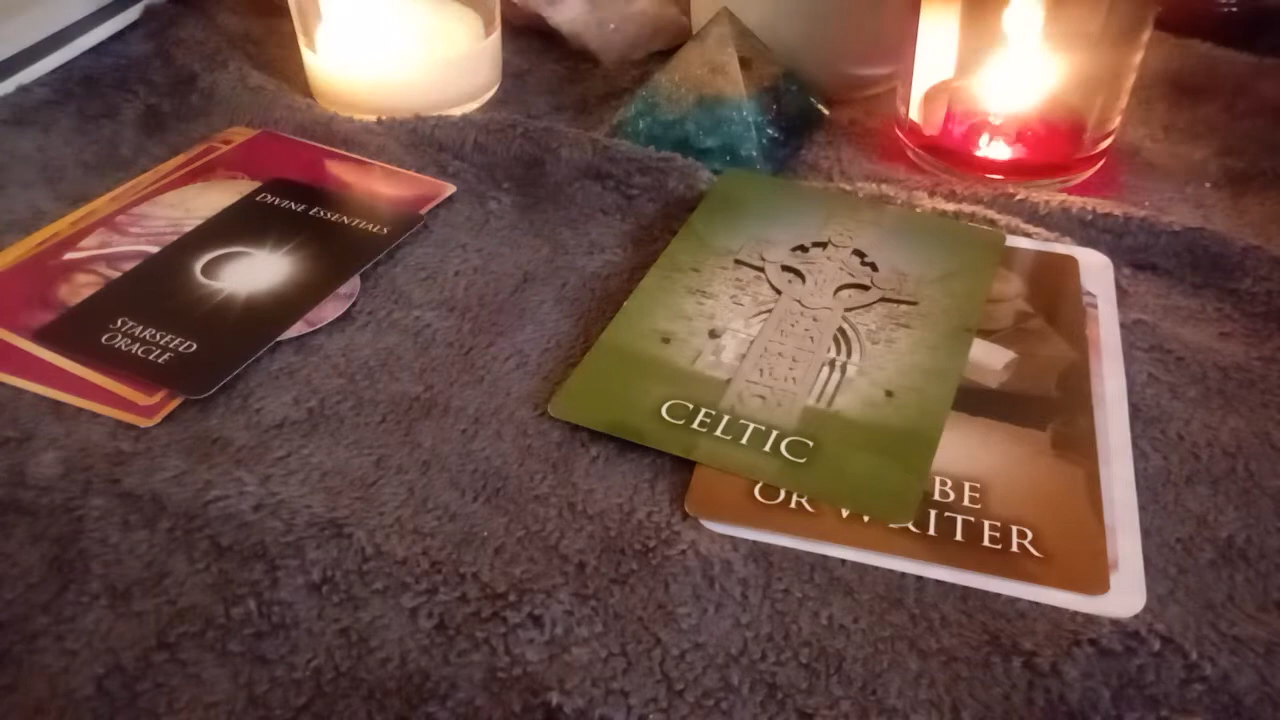 DIVINE ESSENTIALS
STARSEED
ORACLE
CELTIC
BE
OR WRITER